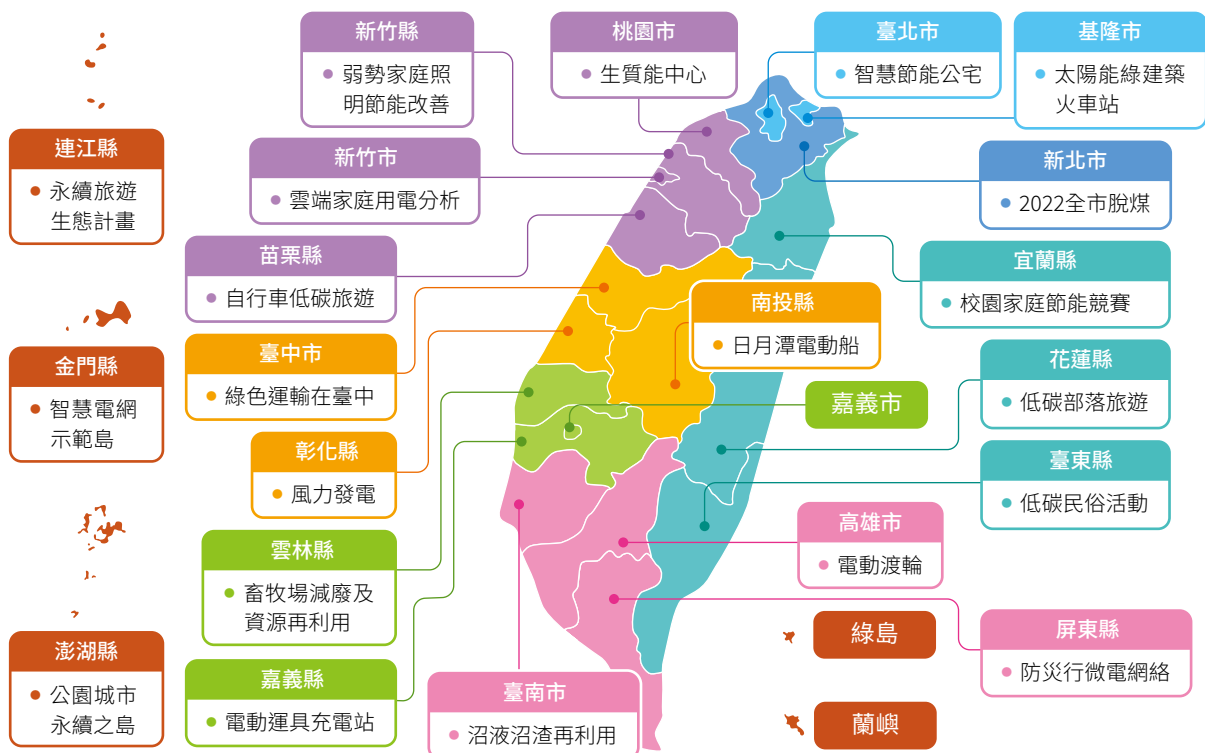 新竹縣
弱勢家庭照
明節能改善
桃園市
生質能中心
臺北市
智慧節能公宅
基隆市
太陽能綠建築
火車站
連江縣
永續旅遊
生態計畫
新竹市
雲端家庭用電分析
新北市
2022全市脫煤
苗栗縣
自行車低碳旅遊
宜蘭縣
校園家庭節能競賽
南投縣
日月潭電動船
臺中市
綠色運輸在臺中
金門縣
智慧電網
示範島
花蓮縣
低碳部落旅遊
嘉義市
彰化縣
風力發電
臺東縣
低碳民俗活動
高雄市
電動渡輪
雲林縣
畜牧場減廢及
資源再利用
綠島
屏東縣
防災行微電網絡
澎湖縣
公園城市
永續之島
嘉義縣
電動運具充電站
臺南市
沼液沼渣再利用
蘭嶼